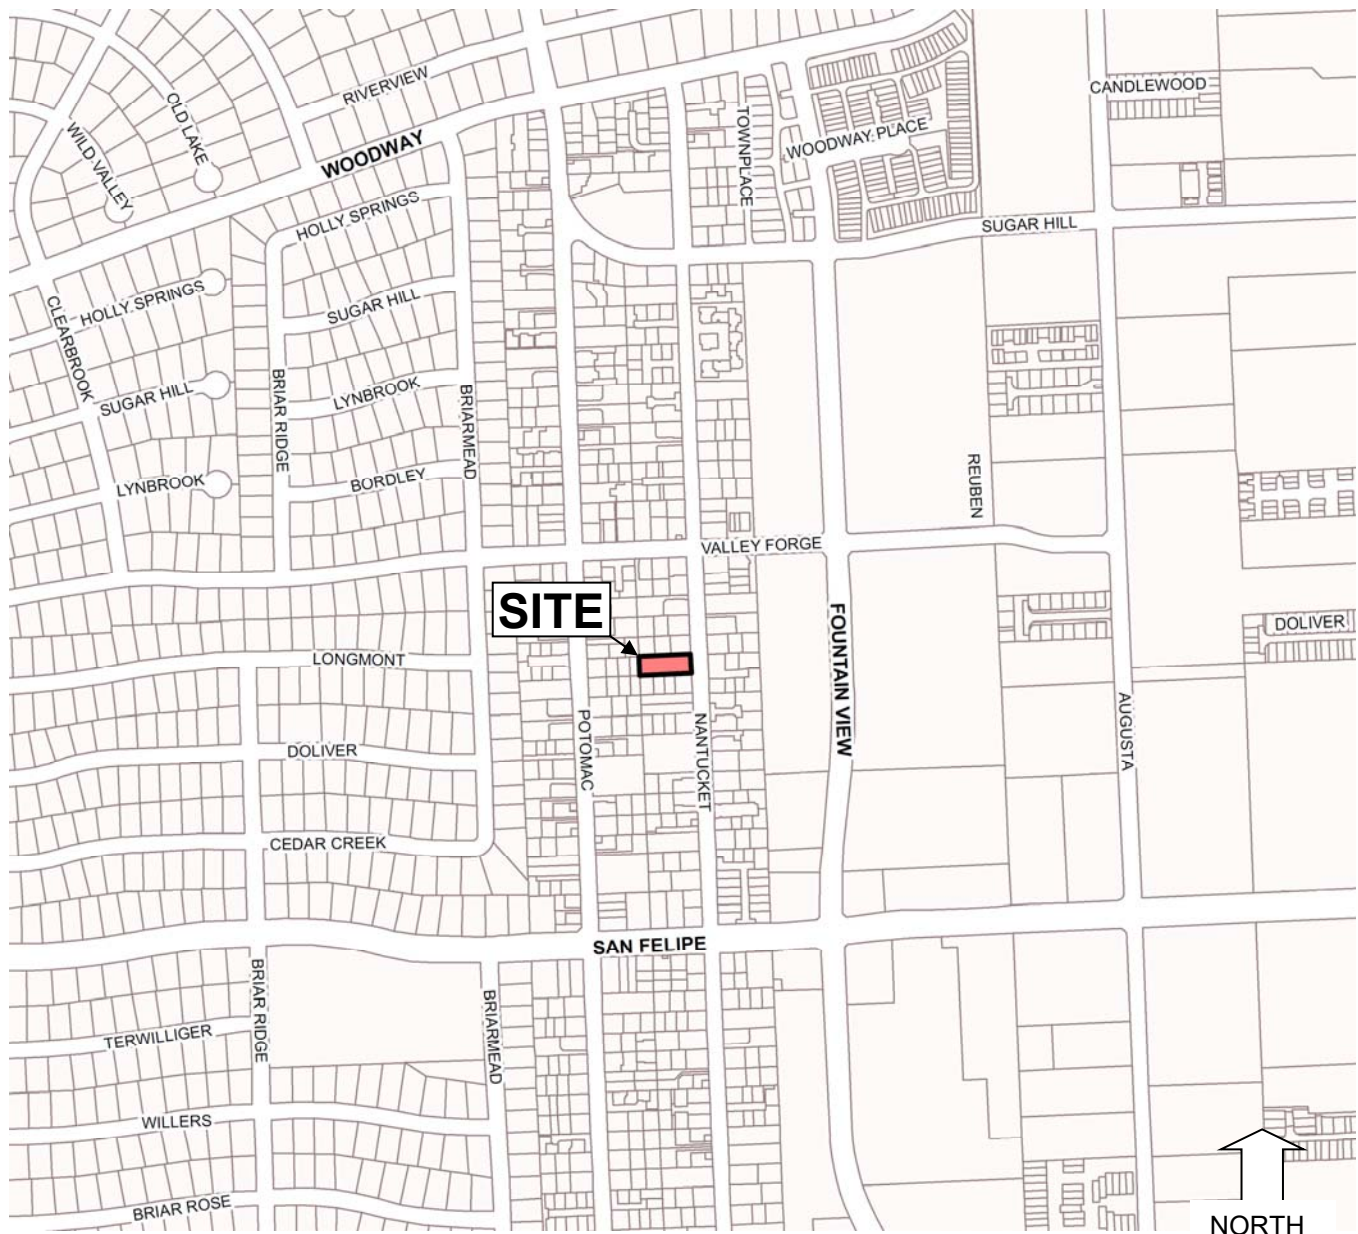 RIVERVIEW
CANDLEWOOD
OLD LAKE
WILD VALLEY
WOODWAY
TOWNPLACE
WOODWAY PLACE
HOLLY SPRINGS
SUGAR HILL
HOLLY SPRINGS
SUGAR HILL
CLEARBROOK
SUGAR HILL
BRIAR RIDGE
LYNBROOK
BRIARMEAD
LYNBROOK
BORDLEY
REUBEN
VALLEY FORGE
SITE
FOUNTAIN VIEW
DOLIVER
LONGMONT
POTOMAC
NANTUCKET
AUGUSTA
DOLIVER
CEDAR CREEK
SAN FELIPE
BRIAR RIDGE
BRIARMEAD
TERWILLIGER
WILLERS
BRIAR ROSE
NORTH